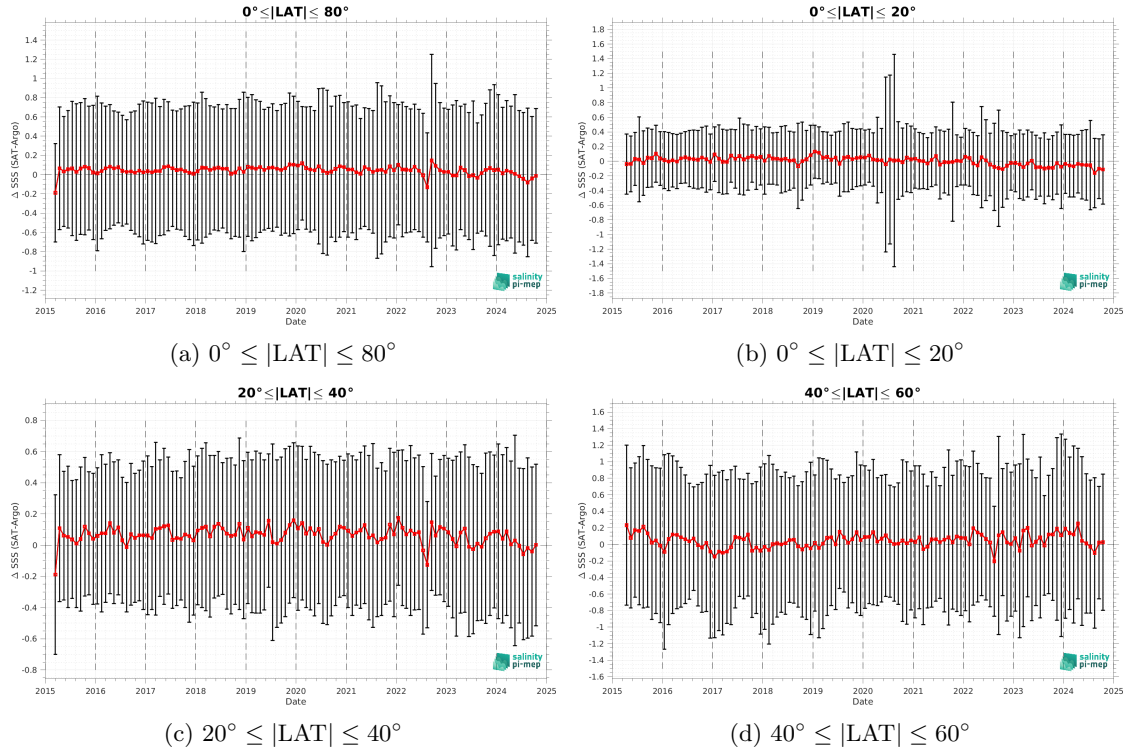 0°≤|LAT|≤ 80°
Δ SSS (SAT-Argo)
1.4
1.2
1
0.8
0.6
0.4
0.2
0
-0.2
-0.4
-0.6
-0.8
-1
-1.2
2015 2016 2017 2018 2019 2020 2021 2022 2023 2024 2025
Date
salinity
pi-mep
(a) 0° ≤ |LAT| ≤ 80°
0°≤|LAT|≤ 20°
Δ SSS (SAT-Argo)
1.8
1.6
1.4
1.2
1
0.8
0.6
0.4
0.2
0
-0.2
-0.4
-0.6
-0.8
-1
-1.2
-1.4
-1.6
-1.8
2015 2016 2017 2018 2019 2020 2021 2022 2023 2024 2025
Date
salinity
pi-mep
(b) 0° ≤ |LAT| ≤ 20°
20°≤|LAT|≤ 40°
Δ SSS (SAT-Argo)
0.8
0.6
0.4
0.2
0
-0.2
-0.4
-0.6
-0.8
2015 2016 2017 2018 2019 2020 2021 2022 2023 2024 2025
Date
salinity
pi-mep
(c) 20° ≤ |LAT| ≤ 40°
40°≤|LAT|≤ 60°
Δ SSS (SAT-Argo)
1.6
1.4
1.2
1
0.8
0.6
0.4
0.2
0
-0.2
-0.4
-0.6
-0.8
-1
-1.2
-1.4
-1.6
2015 2016 2017 2018 2019 2020 2021 2022 2023 2024 2025
Date
salinity
pi-mep
(d) 40° ≤ |LAT| ≤ 60°